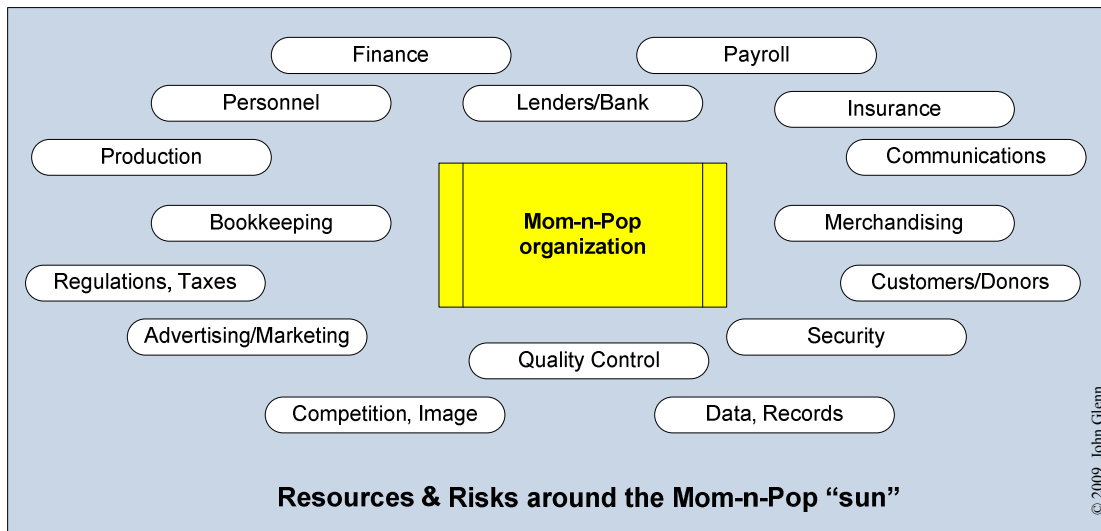 Finance
Payroll
Personnel
Lenders/Bank
Insurance
Production
Communications
Bookkeeping
Mom-n-Pop
organization
Merchandising
Regulations, Taxes
Customers/Donors
Advertising/Marketing
Security
Quality Control
Competition, Image
Data, Records
Resources & Risks around the Mom-n-Pop “sun”
© 2009, John Glenn